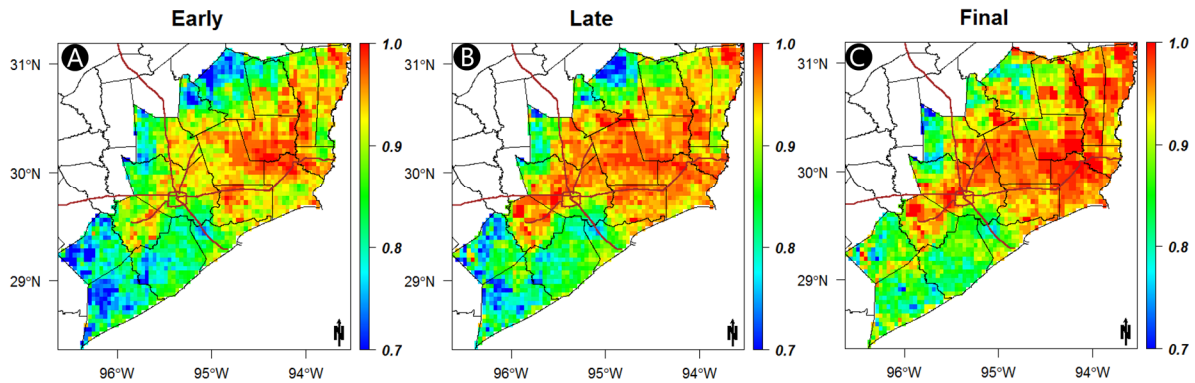 Early Late Final
A B C
1.0 1.0 1.0
31°N 31°N 31°N
0.9 0.9 0.9
30°N 30°N 30°N
0.8 0.8 0.8
29°N 29°N 29°N
N N N
0.7 0.7 0.7
96°W 95°W 94°W 96°W 95°W 94°W 96°W 95°W 94°W